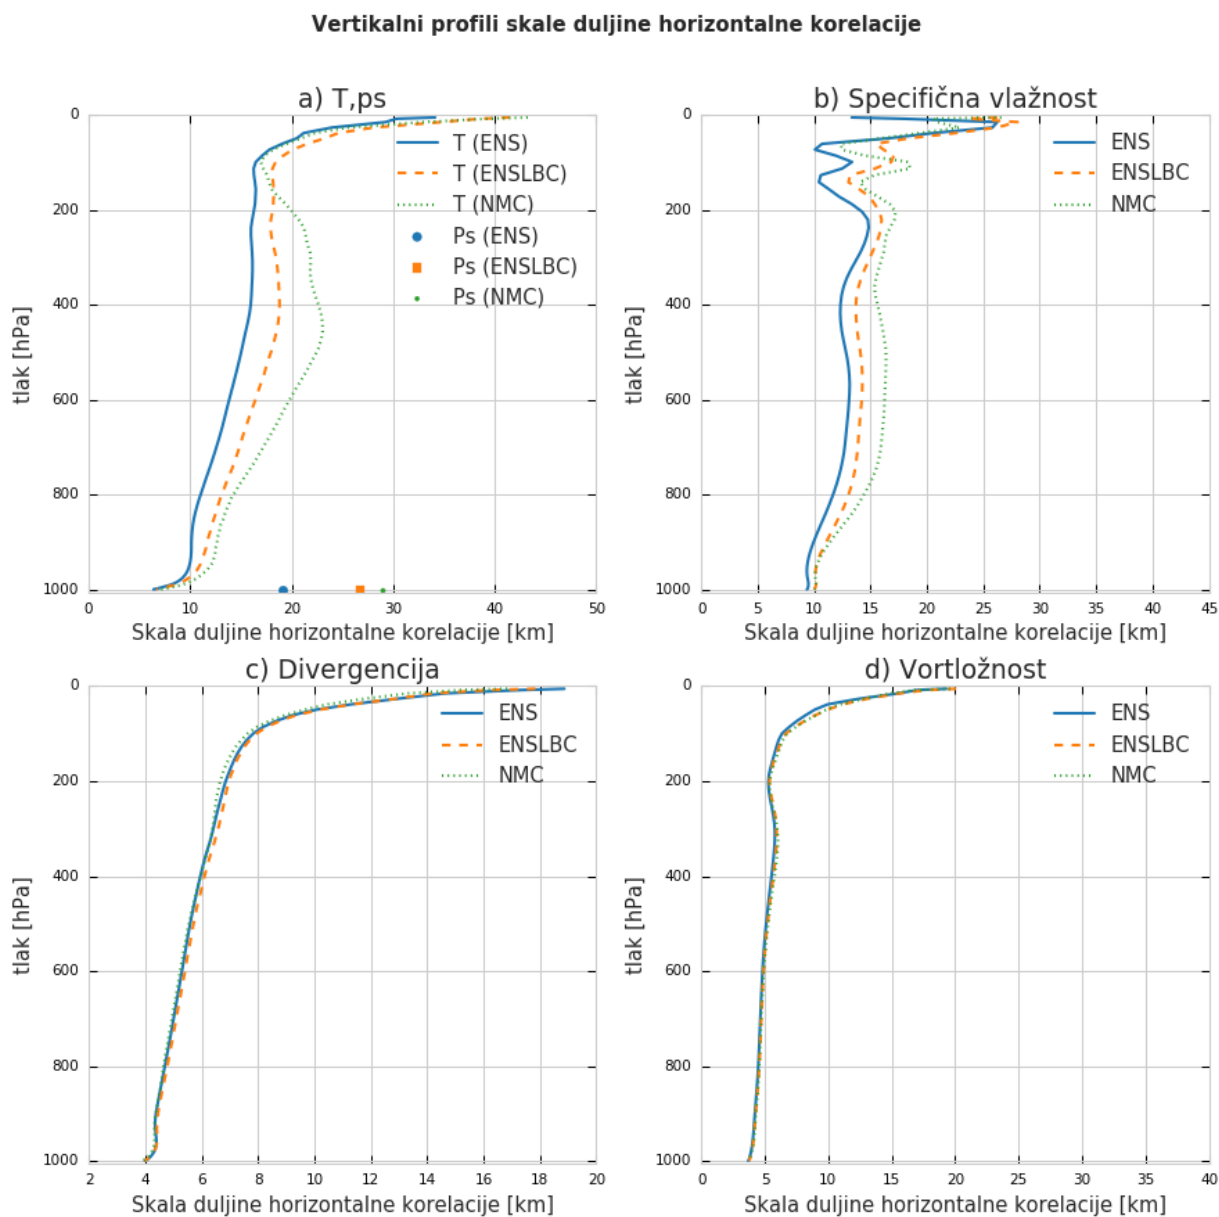 Vertikalni profili skale duljine horizontalne korelacije
a) T,ps
0
200
400
600
800
1000
tlak [hPa]
T (ENS)
T (ENSLBC)
T (NMC)
Ps (ENS)
Ps (ENSLBC)
Ps (NMC)
0 10 20 30 40 50
Skala duljine horizontalne korelacije [km]
b) Specifična vlažnost
0
200
400
600
800
1000
tlak [hPa]
ENS
ENSLBC
NMC
0 5 10 15 20 25 30 35 40 45
Skala duljine horizontalne korelacije [km]
c) Divergencija
0
200
400
600
800
1000
tlak [hPa]
ENS
ENSLBC
NMC
2 4 6 8 10 12 14 16 18 20
Skala duljine horizontalne korelacije [km]
d) Vortložnost
0
200
400
600
800
1000
tlak [hPa]
ENS
ENSLBC
NMC
0 5 10 15 20 25 30 35 40
Skala duljine horizontalne korelacije [km]